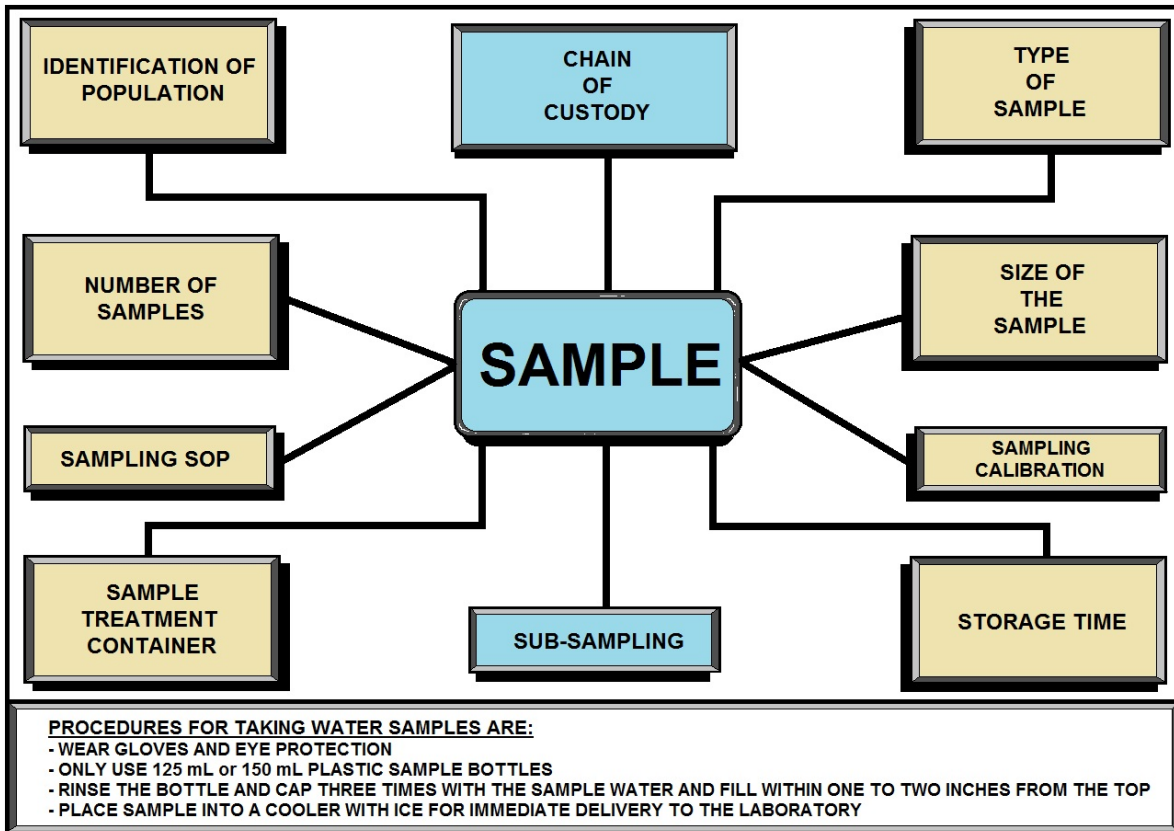 IDENTIFICATION OF
POPULATION
CHAIN
OF
CUSTODY
TYPE
OF
SAMPLE
NUMBER OF
SAMPLES
SIZE OF
THE
SAMPLE
SAMPLE
SAMPLING SOP
SAMPLING
CALIBRATION
SAMPLE
TREATMENT
CONTAINER
SUB-SAMPLING
STORAGE TIME
PROCEDURES FOR TAKING WATER SAMPLES ARE:
- WEAR GLOVES AND EYE PROTECTION
- ONLY USE 125 mL or 150 mL PLASTIC SAMPLE BOTTLES
- RINSE THE BOTTLE AND CAP THREE TIMES WITH THE SAMPLE WATER AND FILL WITHIN ONE TO TWO INCHES FROM THE TOP
- PLACE SAMPLE INTO A COOLER WITH ICE FOR IMMEDIATE DELIVERY TO THE LABORATORY